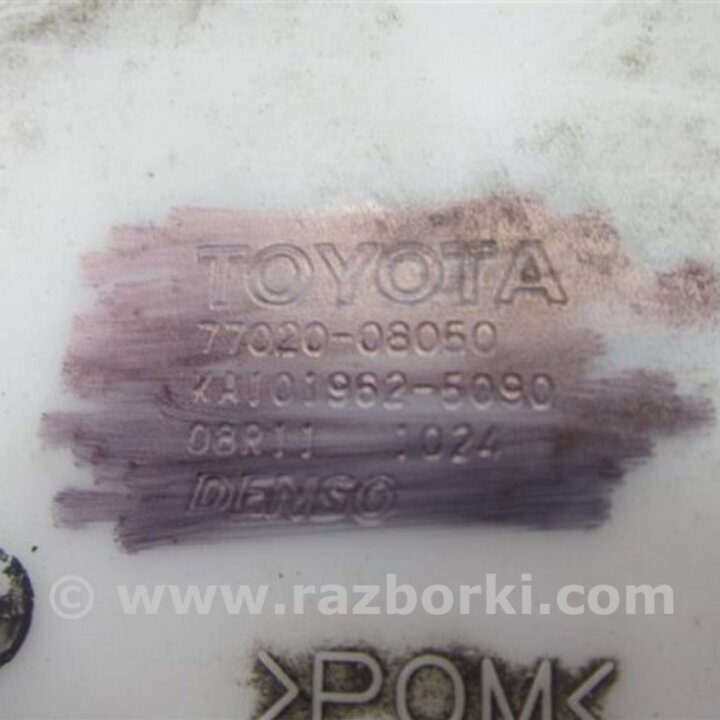 TOYOTA
77020-08050
KA101962-5090
08R11 1024
DENSO
© www.razborki.com
>POM<